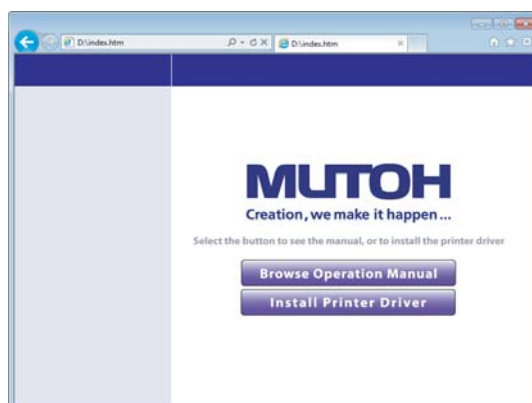 D:\index.htm
D:\index.htm
MUTOH
Creation, we make it happen...
Select the button to see the manual, or to install the printer driver
Browse Operation Manual
Install Printer Driver